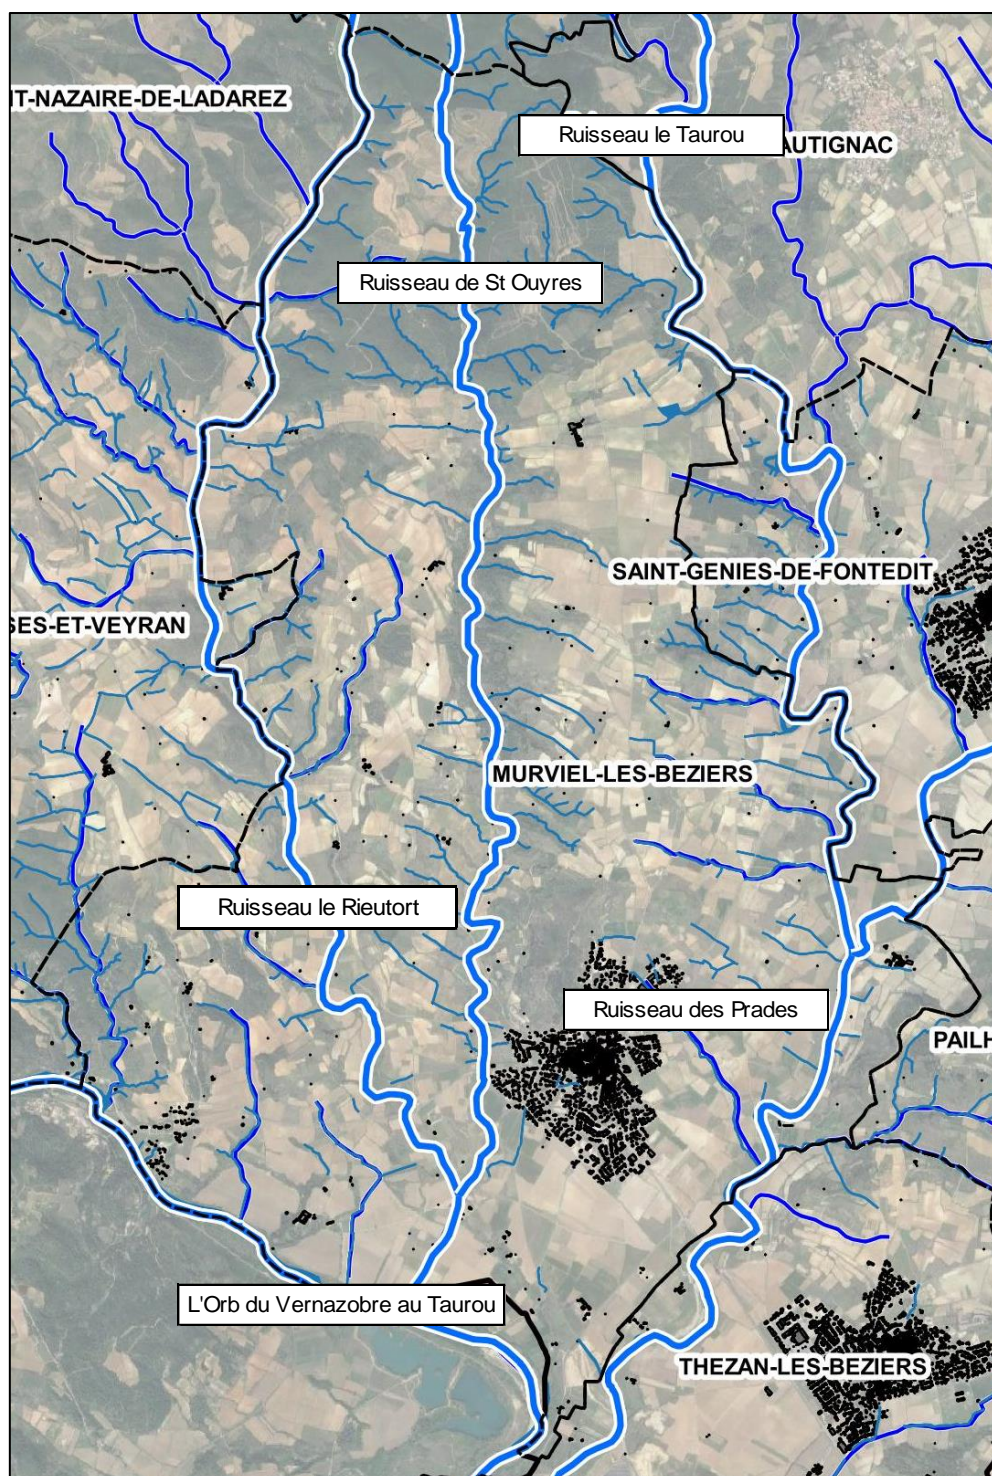 IT-NAZAIRE-DE-LADAREZ
Ruisseau le Taurou
AUTIGNAC
Ruisseau de St Ouyres
SAINT-GENIES-DE-FONTEDIT
SES-ET-VEYRAN
MURVIEL-LES-BEZIERS
Ruisseau le Rieutort
Ruisseau des Prades
PAILH
L'Orb du Vernazobre au Taurou
THEZAN-LES-BEZIERS